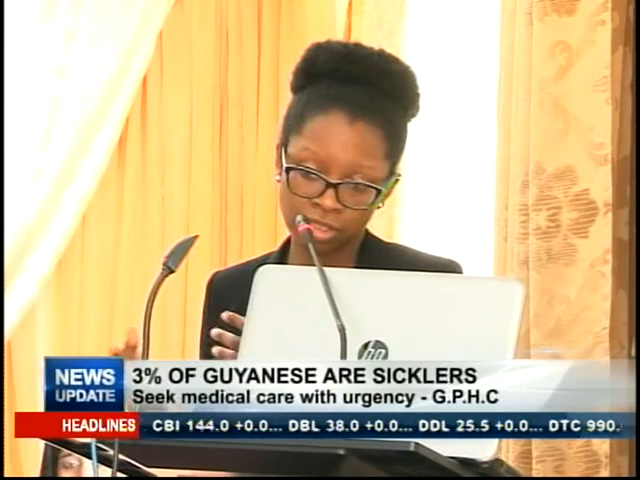 hp
NEWS
UPDATE
3% OF GUYANESE ARE SICKLERS
Seek medical care with urgency - G.P.H.C
HEADLINES
CBI 144.0 +0.0... DBL 38.0 +0.0... DDL 25.5 +0.0... DTC 990.